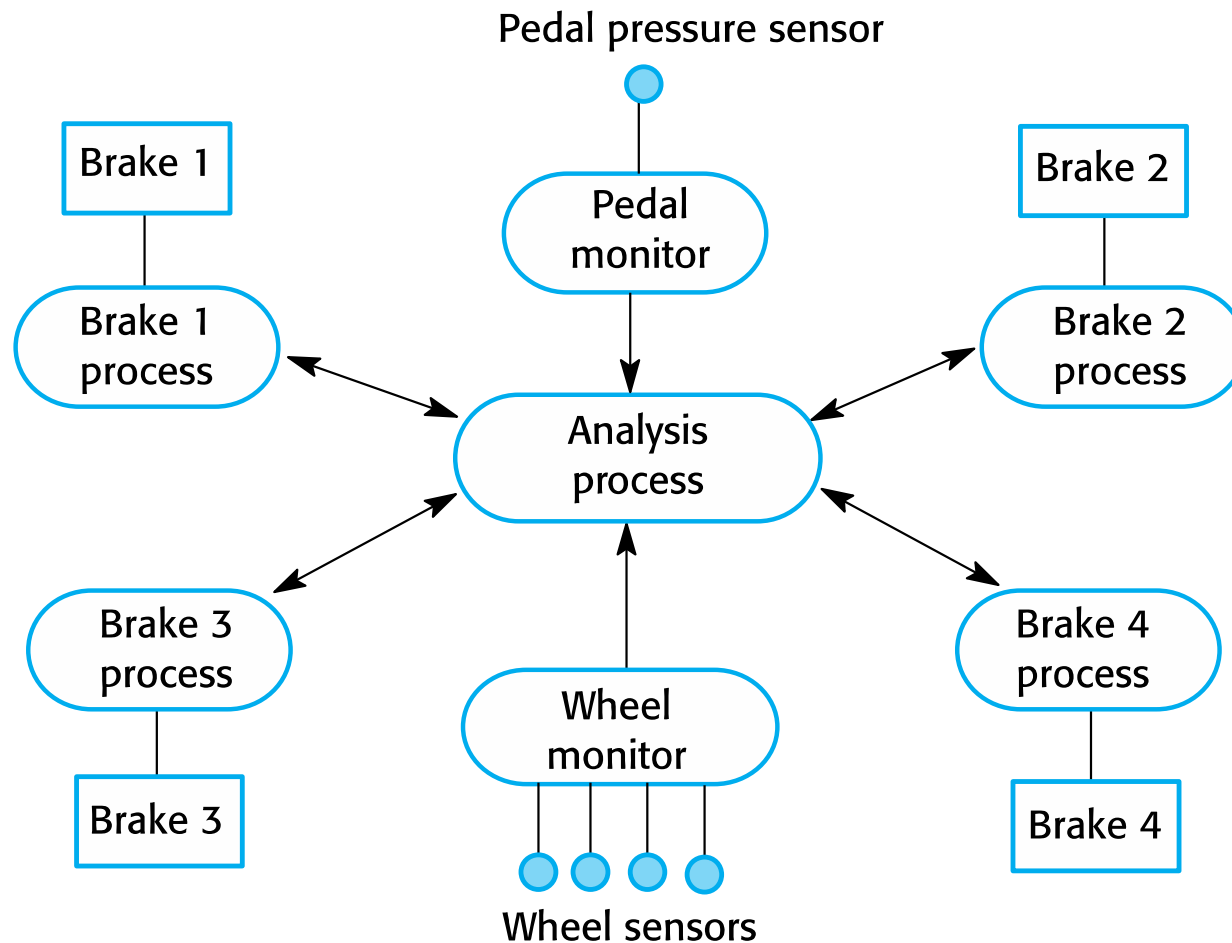 Pedal pressure sensor
Brake 1
Pedal
monitor
Brake 2
Brake 1
process
Brake 2
process
Analysis
process
Brake 3
process
Brake 4
process
Wheel
monitor
Brake 3
Brake 4
Wheel sensors